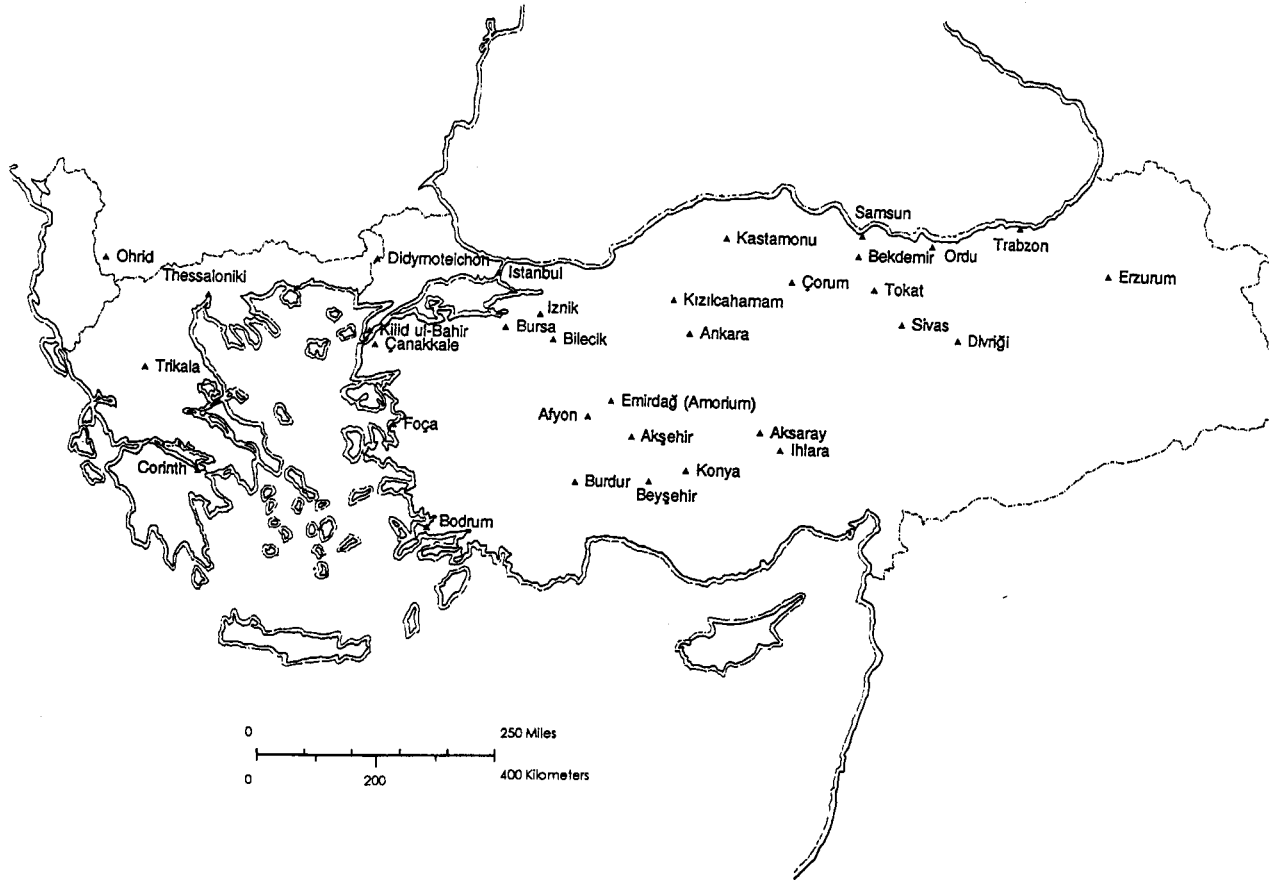 Samsun
Kastamonu
Trabzon
Ohrid
Didymoteichon
Bekdemir
Ordu
Istanbul
Thessaloniki
Çorum
Tokat
Erzurum
Kızılcahamam
Iznik
Kilid ul-Bahir
Bursa
Sivas
Ankara
Çanakkale
Bilecik
Divriği
Trikala
Emirdağ (Amorium)
Afyon
Foça
Akşehir
Aksaray
Ihlara
Corinth
Konya
Burdur
Beyşehir
Bodrum
0 250 Miles
0 200 400 Kilometers